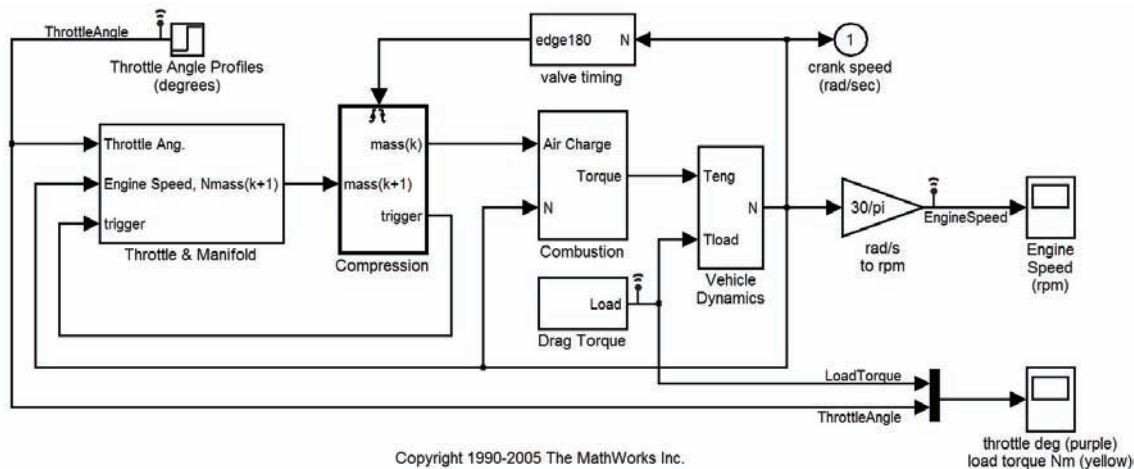 ThrottleAngle
Throttle Angle Profiles
(degrees)
edge180
N
valve timing
1
crank speed
(rad/sec)
Throttle Ang.
Engine Speed, Nmass(k+1)
trigger
Throttle & Manifold
mass(k)
mass(k+1)
trigger
Compression
Air Charge
Torque
N
Combustion
Teng
N
Tload
Vehicle
Dynamics
30/pi
rad/s
to rpm
EngineSpeed
Engine
Speed
(rpm)
Load
Drag Torque
LoadTorque
ThrottleAngle
throttle deg (purple)
load torque Nm (yellow)
Copyright 1990-2005 The MathWorks Inc.